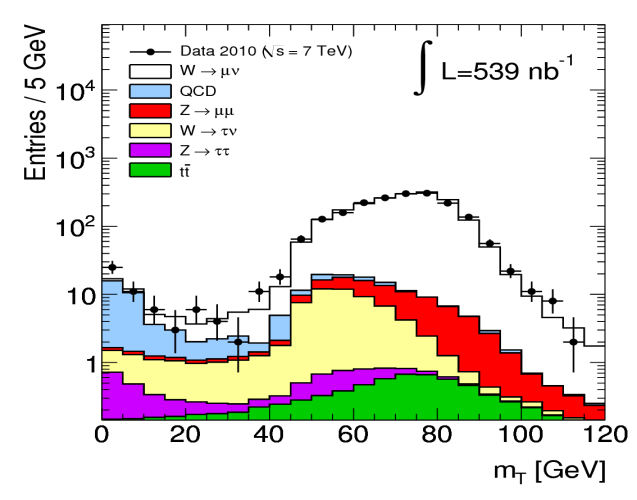 Data 2010 (√s = 7 TeV)
W → μν
QCD
Z → μμ
W → τν
Z → ττ
tt̄
∫ L=539 nb⁻¹
Entries / 5 GeV
10⁴
10³
10²
10
1
0 20 40 60 80 100 120
m_T [GeV]